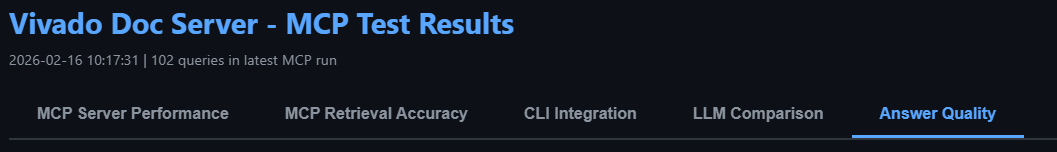 Vivado Doc Server - MCP Test Results
2026-02-16 10:17:31 | 102 queries in latest MCP run
MCP Server Performance MCP Retrieval Accuracy CLI Integration LLM Comparison Answer Quality